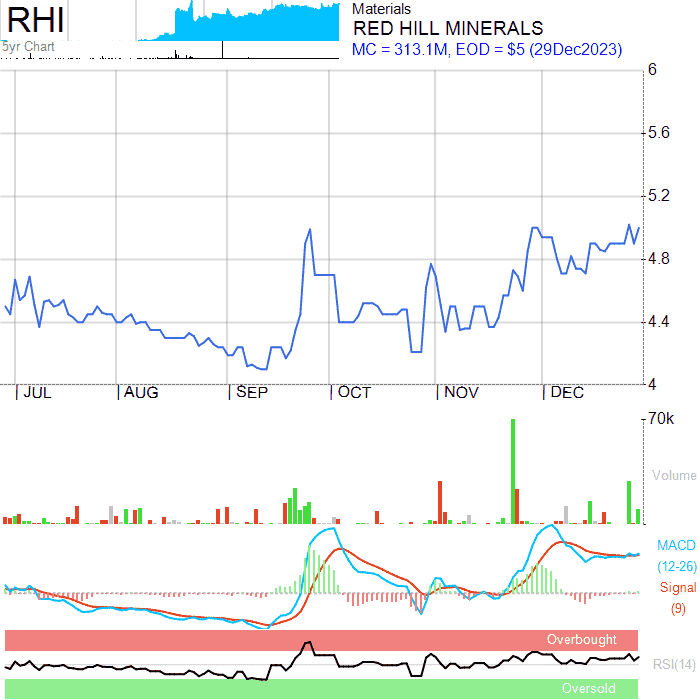 RHI
5yr Chart
Materials
RED HILL MINERALS
MC = 313.1M, EOD = $5 (29Dec2023)
6
5.6
5.2
4.8
4.4
4
JUL AUG SEP OCT NOV DEC
70k
Volume
MACD
(12-26)
Signal
(9)
Overbought
RSI(14)
Oversold